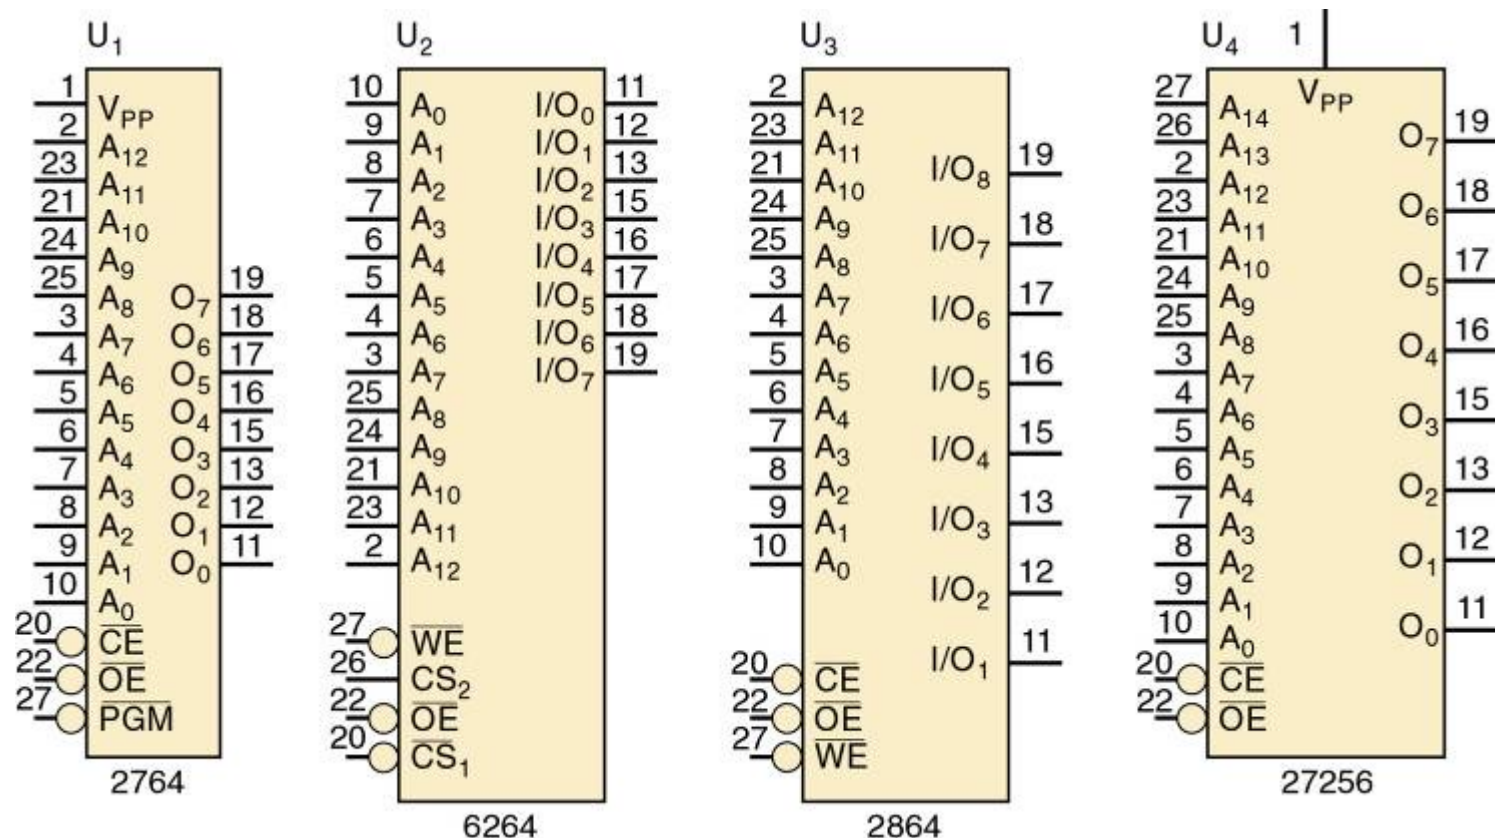 U1
1 VPP
2 A12
23 A11
21 A10
24 A9
25 A8
3 A7
4 A6
5 A5
6 A4
7 A3
8 A2
9 A1
10 A0
20 CE
22 OE
27 PGM
O7 19
O6 18
O5 17
O4 16
O3 15
O2 13
O1 12
O0 11
2764
U2
10 A0
9 A1
8 A2
7 A3
6 A4
5 A5
4 A6
3 A7
25 A8
24 A9
21 A10
23 A11
2 A12
27 WE
26 CS2
22 OE
20 CS1
I/O0 11
I/O1 12
I/O2 13
I/O3 15
I/O4 16
I/O5 17
I/O6 18
I/O7 19
6264
U3
2 A12
23 A11
21 A10
24 A9
25 A8
3 A7
4 A6
5 A5
6 A4
7 A3
8 A2
9 A1
10 A0
20 CE
22 OE
27 WE
I/O8 19
I/O7 18
I/O6 17
I/O5 16
I/O4 15
I/O3 13
I/O2 12
I/O1 11
2864
U4
1
VPP
27 A14
26 A13
2 A12
23 A11
21 A10
24 A9
25 A8
3 A7
4 A6
5 A5
6 A4
7 A3
8 A2
9 A1
10 A0
20 CE
22 OE
O7 19
O6 18
O5 17
O4 16
O3 15
O2 13
O1 12
O0 11
27256